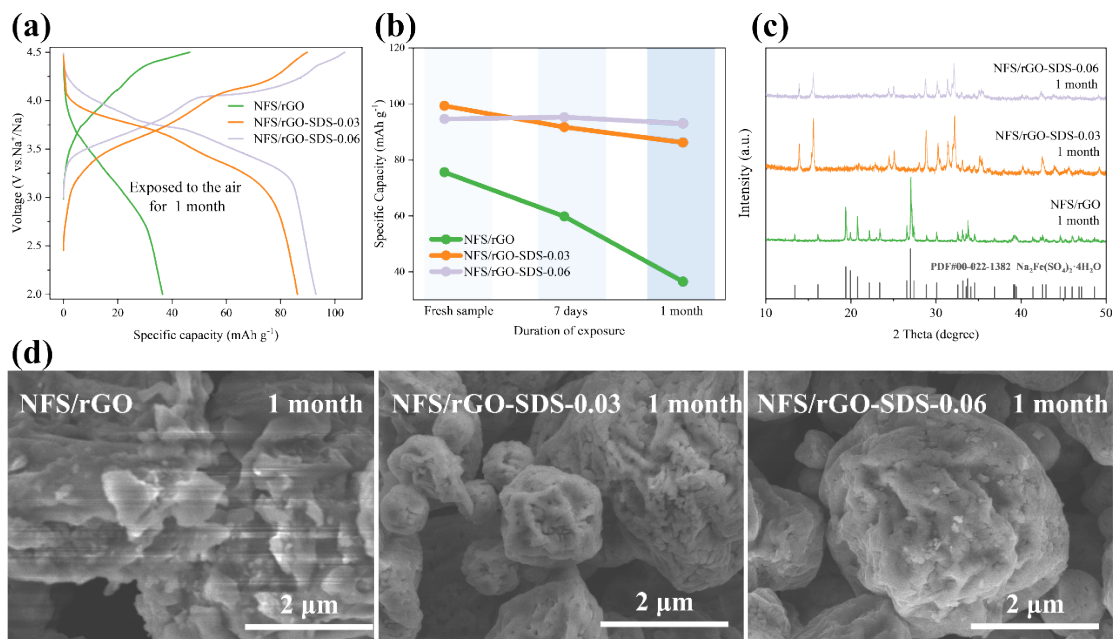 (a)
4.5
4.0
3.5
3.0
2.5
2.0
Voltage (V vs.Na⁺/Na)
NFS/rGO
NFS/rGO-SDS-0.03
NFS/rGO-SDS-0.06
Exposed to the air
for 1 month
0 20 40 60 80 100
Specific capacity (mAh g⁻¹)
(b)
120
100
80
60
40
Specific Capacity (mAh g⁻¹)
NFS/rGO
NFS/rGO-SDS-0.03
NFS/rGO-SDS-0.06
Fresh sample 7 days 1 month
Duration of exposure
(c)
Intensity (a.u.)
NFS/rGO-SDS-0.06
1 month
NFS/rGO-SDS-0.03
1 month
NFS/rGO
1 month
PDF#00-022-1382 Na₂Fe(SO₄)₂·4H₂O
10 20 30 40 50
2 Theta (degree)
(d)
NFS/rGO 1 month
2 μm
NFS/rGO-SDS-0.03 1 month
2 μm
NFS/rGO-SDS-0.06 1 month
2 μm